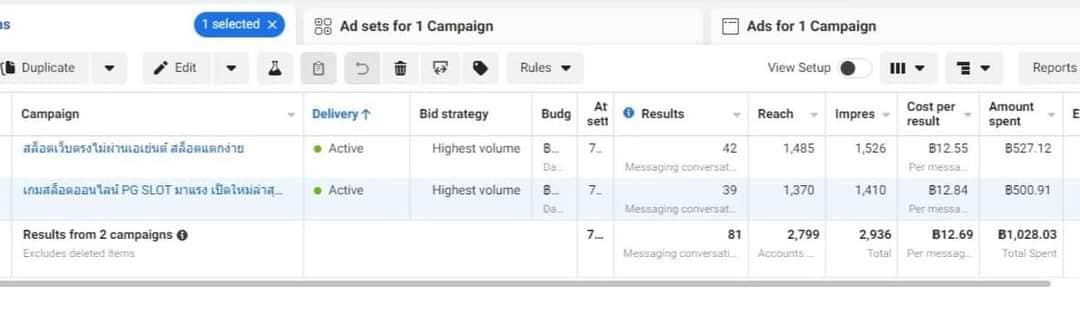 ns
1 selected ×
Ad sets for 1 Campaign
Ads for 1 Campaign
Duplicate
Edit
Rules
View Setup
Reports
Campaign
Delivery ↑
Bid strategy
Budg
At
sett
Results
Reach
Impres
Cost per
result
Amount
spent
E
สล็อตเว็บตรงไม่ผ่านเอเย่นต์ สล็อตแตกง่าย
Active
Highest volume
฿...
Da...
7..
42
Messaging conversat...
1,485
1,526
฿12.55
Per messa...
฿527.12
เกมสล็อตออนไลน์ PG SLOT มาแรง เปิดใหม่ล่าสุ...
Active
Highest volume
฿...
Da...
7..
39
Messaging conversat...
1,370
1,410
฿12.84
Per messa...
฿500.91
Results from 2 campaigns
Excludes deleted items
7...
81
Messaging conversati...
2,799
Accounts ...
2,936
Total
฿12.69
Per messag...
฿1,028.03
Total Spent